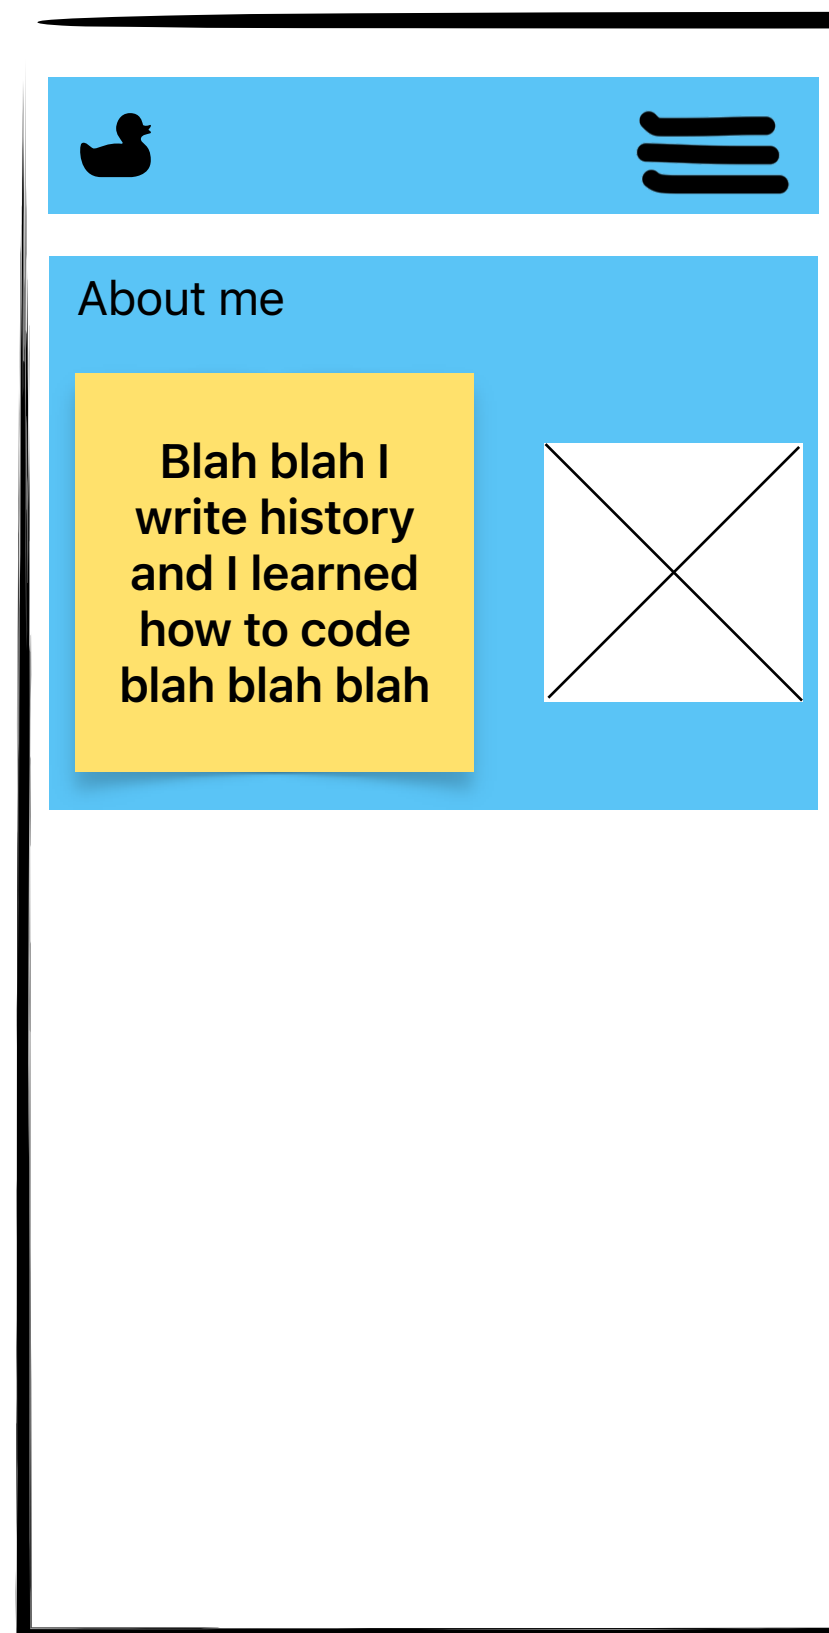 About me
Blah blah I
write history
and I learned
how to code
blah blah blah